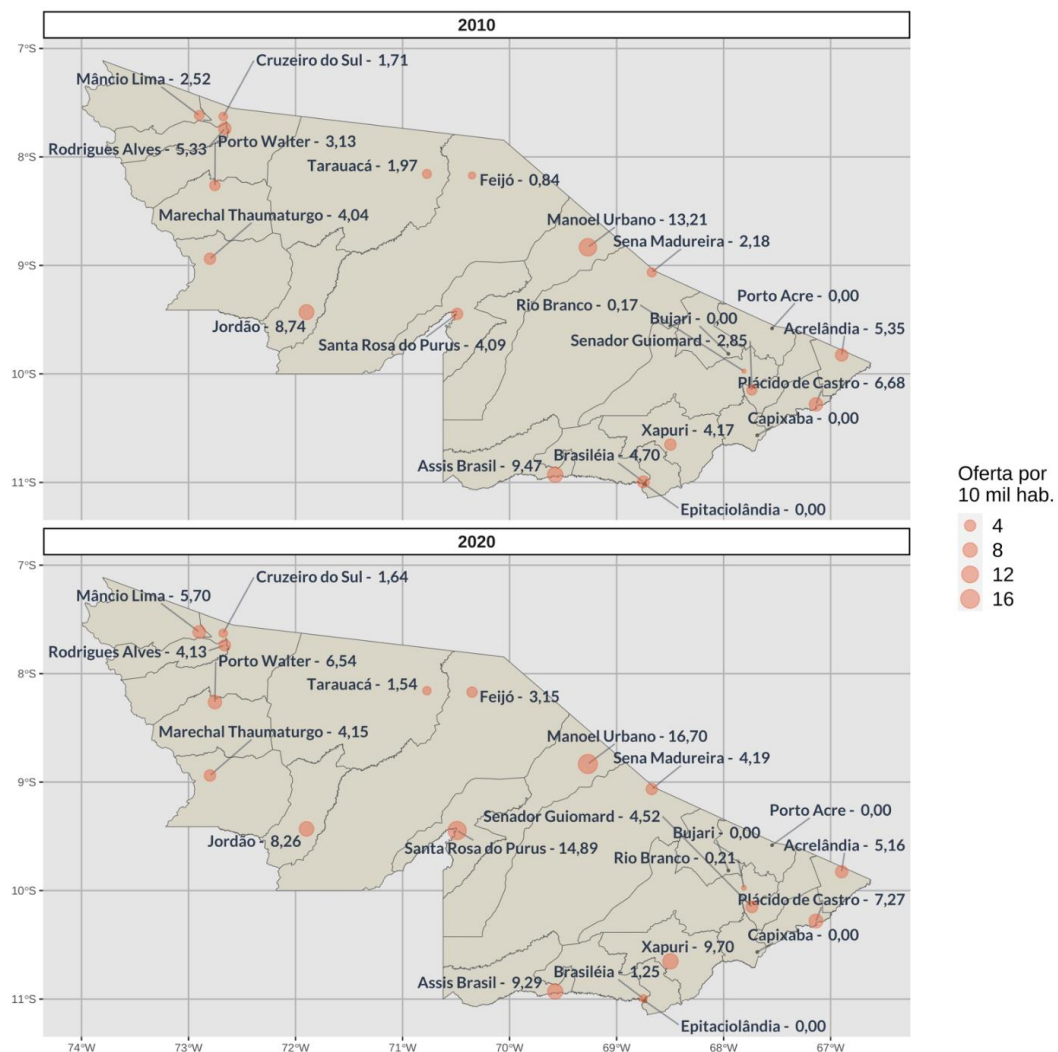 2010
7°S
Cruzeiro do Sul - 1,71
Mâncio Lima - 2,52
Rodrigues Alves - 5,33
Porto Walter - 3,13
8°S
Tarauacá - 1,97
Feijó - 0,84
Marechal Thaumaturgo - 4,04
Manoel Urbano - 13,21
Sena Madureira - 2,18
9°S
Porto Acre - 0,00
Rio Branco - 0,17
Bujari - 0,00
Jordão - 8,74
Acrelândia - 5,35
Senador Guiomard - 2,85
Santa Rosa do Purus - 4,09
10°S
Plácido de Castro - 6,68
Capixaba - 0,00
Xapuri - 4,17
Brasiléia - 4,70
Assis Brasil - 9,47
11°S
Epitaciolândia - 0,00
Oferta por
10 mil hab.
4
8
12
16
2020
7°S
Cruzeiro do Sul - 1,64
Mâncio Lima - 5,70
Rodrigues Alves - 4,13
Porto Walter - 6,54
8°S
Tarauacá - 1,54
Feijó - 3,15
Marechal Thaumaturgo - 4,15
Manoel Urbano - 16,70
Sena Madureira - 4,19
9°S
Porto Acre - 0,00
Senador Guiomard - 4,52
Bujari - 0,00
Jordão - 8,26
Acrelândia - 5,16
Santa Rosa do Purus - 14,89
Rio Branco - 0,21
10°S
Plácido de Castro - 7,27
Capixaba - 0,00
Xapuri - 9,70
Brasiléia - 1,25
Assis Brasil - 9,29
11°S
Epitaciolândia - 0,00
74°W
73°W
72°W
71°W
70°W
69°W
68°W
67°W